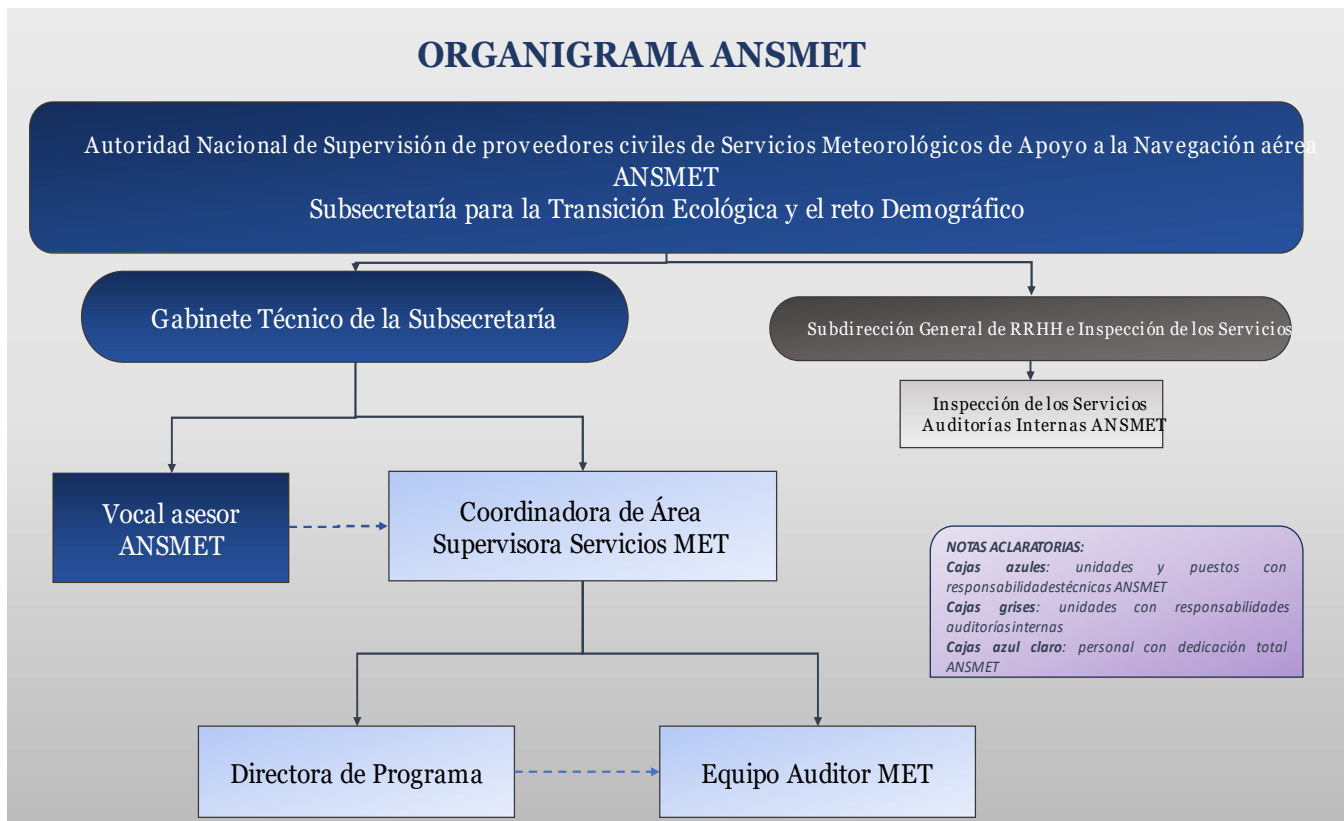 ORGANIGRAMA ANSMET
Autoridad Nacional de Supervisión de proveedores civiles de Servicios Meteorológicos de Apoyo a la Navegación aérea
ANSMET
Subsecretaría para la Transición Ecológica y el reto Demográfico
Gabinete Técnico de la Subsecretaría
Subdirección General de RRHH e Inspección de los Servicios
Inspección de los Servicios
Auditorías Internas ANSMET
Vocal asesor
ANSMET
Coordinadora de Área
Supervisora Servicios MET
NOTAS ACLARATORIAS:
Cajas azules: unidades y puestos con
responsabilidades técnicas ANSMET
Cajas grises: unidades con responsabilidades
auditorías internas
Cajas azul claro: personal con dedicación total
ANSMET
Directora de Programa
Equipo Auditor MET